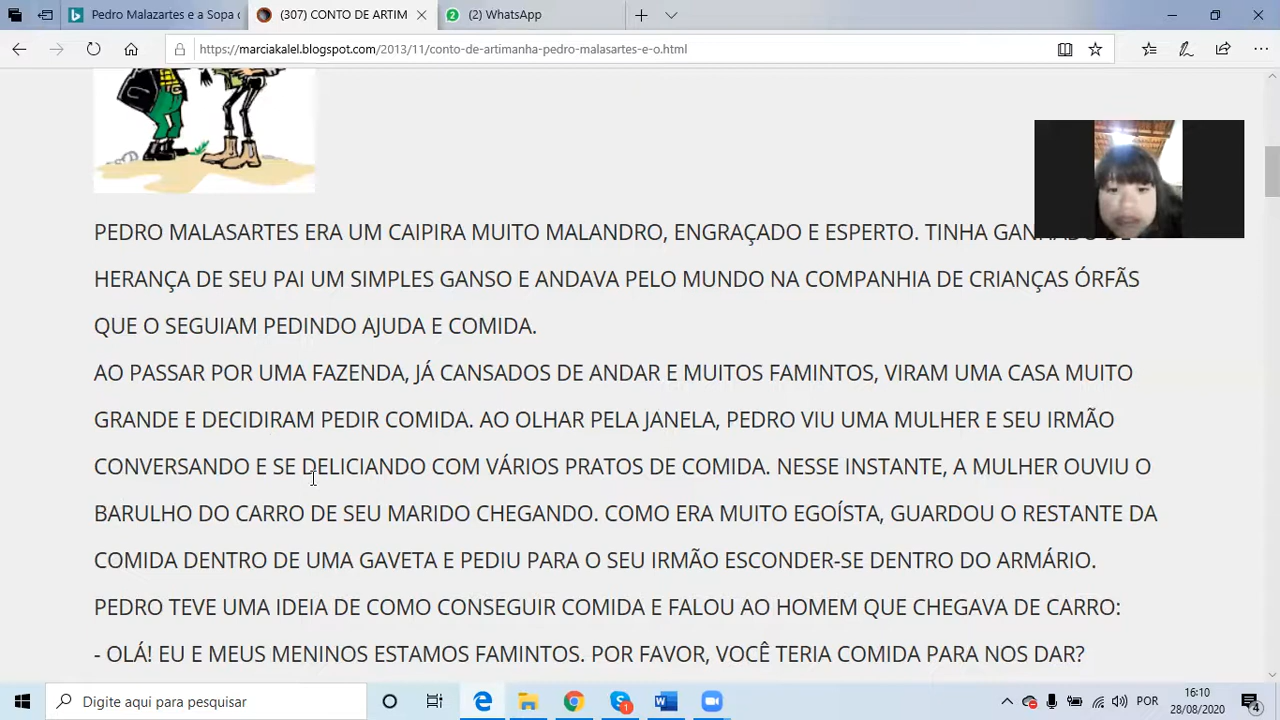 Pedro Malazartes e a Sopa
(307) CONTO DE ARTIM
(2) WhatsApp
https://marciakalel.blogspot.com/2013/11/conto-de-artimanha-pedro-malasartes-e-o.html
PEDRO MALASARTES ERA UM CAIPIRA MUITO MALANDRO, ENGRAÇADO E ESPERTO. TINHA
HERANÇA DE SEU PAI UM SIMPLES GANSO E ANDAVA PELO MUNDO NA COMPANHIA DE CRIANÇAS ÓRFÃS
QUE O SEGUIAM PEDINDO AJUDA E COMIDA.
AO PASSAR POR UMA FAZENDA, JÁ CANSADOS DE ANDAR E MUITOS FAMINTOS, VIRAM UMA CASA MUITO
GRANDE E DECIDIRAM PEDIR COMIDA. AO OLHAR PELA JANELA, PEDRO VIU UMA MULHER E SEU IRMÃO
CONVERSANDO E SE DELICIANDO COM VÁRIOS PRATOS DE COMIDA. NESSE INSTANTE, A MULHER OUVIU O
BARULHO DO CARRO DE SEU MARIDO CHEGANDO. COMO ERA MUITO EGOÍSTA, GUARDOU O RESTANTE DA
COMIDA DENTRO DE UMA GAVETA E PEDIU PARA O SEU IRMÃO ESCONDER-SE DENTRO DO ARMÁRIO.
PEDRO TEVE UMA IDEIA DE COMO CONSEGUIR COMIDA E FALOU AO HOMEM QUE CHEGAVA DE CARRO:
- OLÁ! EU E MEUS MENINOS ESTAMOS FAMINTOS. POR FAVOR, VOCÊ TERIA COMIDA PARA NOS DAR?
Digite aqui para pesquisar
POR
16:10
28/08/2020
4